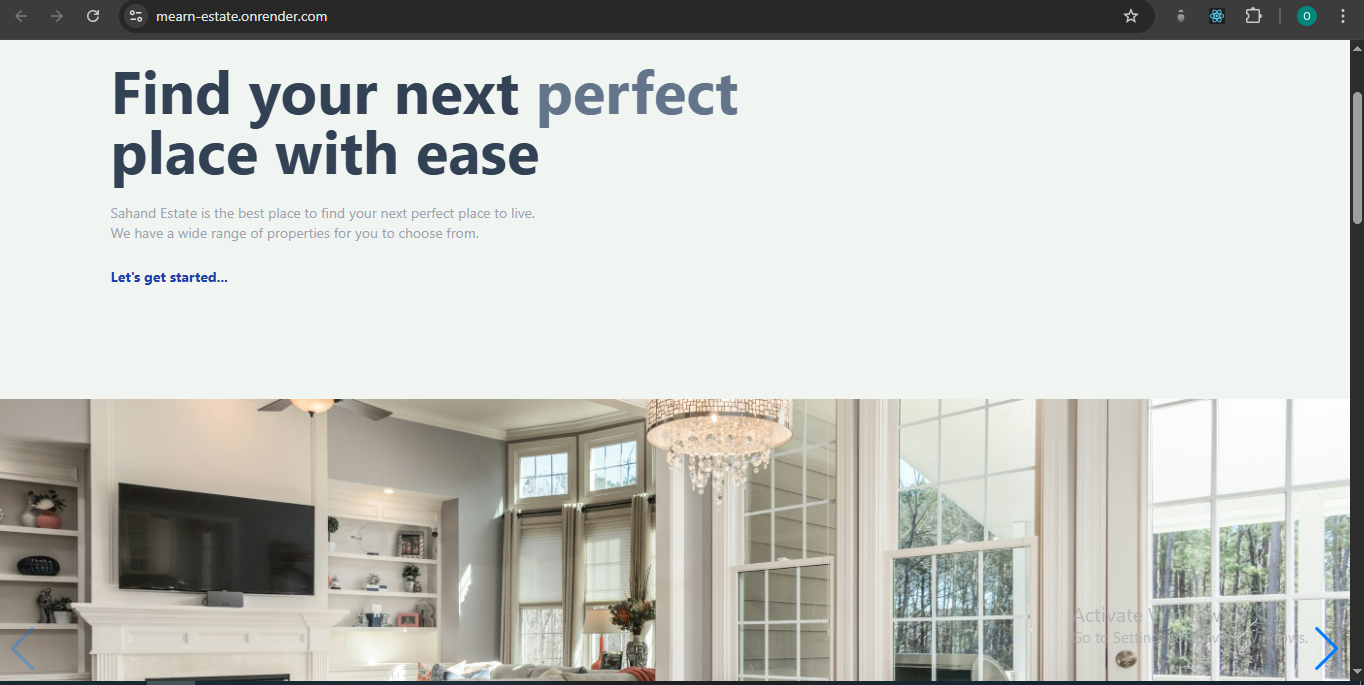 mearn-estate.onrender.com
O
Find your next perfect
place with ease
Sahand Estate is the best place to find your next perfect place to live.
We have a wide range of properties for you to choose from.
Let's get started...
Activate Windows
Go to Settings to activate Windows.